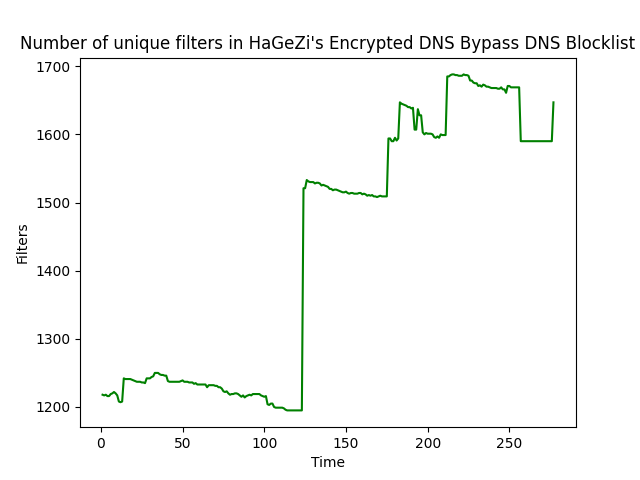 Number of unique filters in HaGeZi's Encrypted DNS Bypass DNS Blocklist
1700
1600
1500
1400
1300
1200
Filters
0 50 100 150 200 250
Time